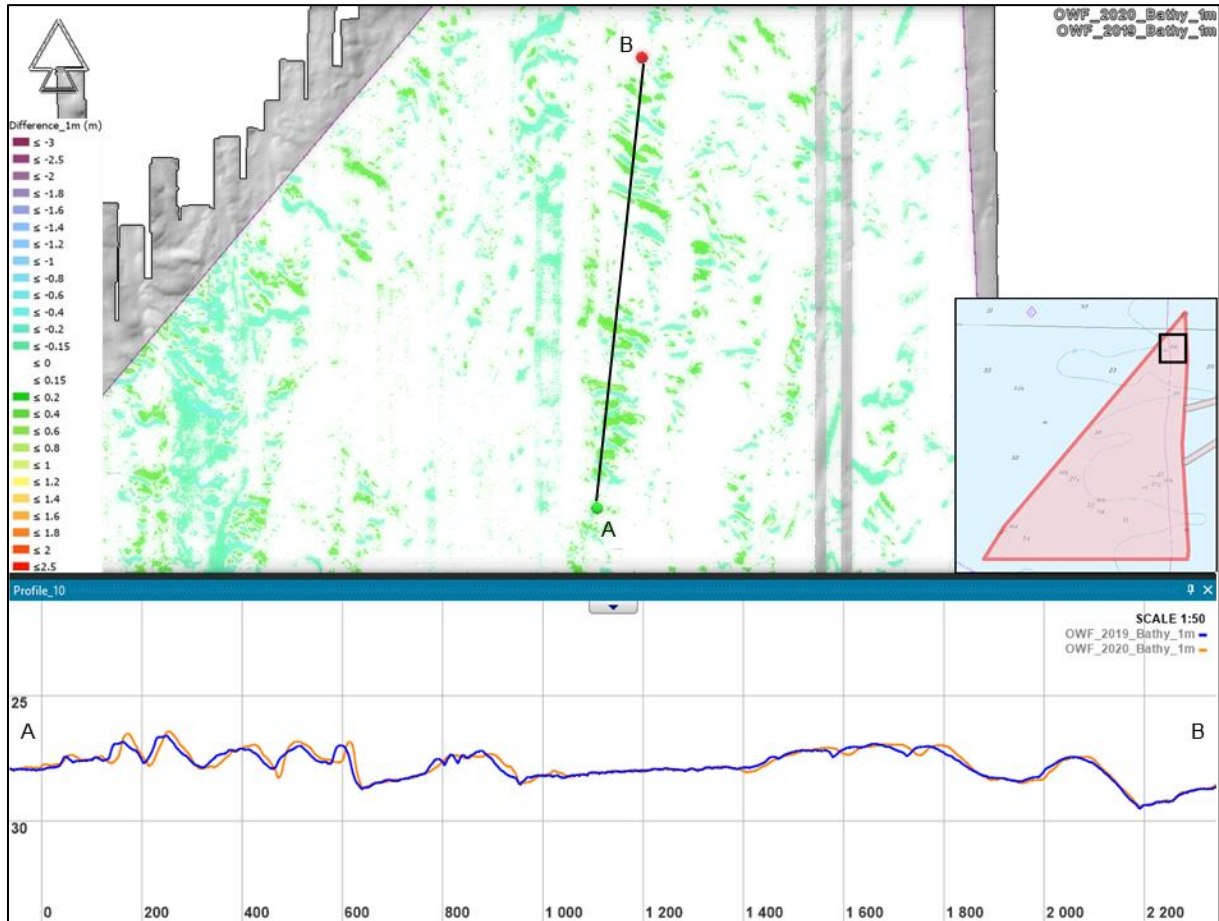 OWF_2020_Bathy_1m
OWF_2019_Bathy_1m
B
A
Difference_1m (m)
≤ -3
≤ -2.5
≤ -2
≤ -1.8
≤ -1.6
≤ -1.4
≤ -1.2
≤ -1
≤ -0.8
≤ -0.6
≤ -0.4
≤ -0.2
≤ -0.15
≤ 0
≤ 0.15
≤ 0.2
≤ 0.4
≤ 0.6
≤ 0.8
≤ 1
≤ 1.2
≤ 1.4
≤ 1.6
≤ 1.8
≤ 2
≤2.5
Profile_10
SCALE 1:50
OWF_2019_Bathy_1m
OWF_2020_Bathy_1m
25
A
B
30
0 200 400 600 800 1 000 1 200 1 400 1 600 1 800 2 000 2 200